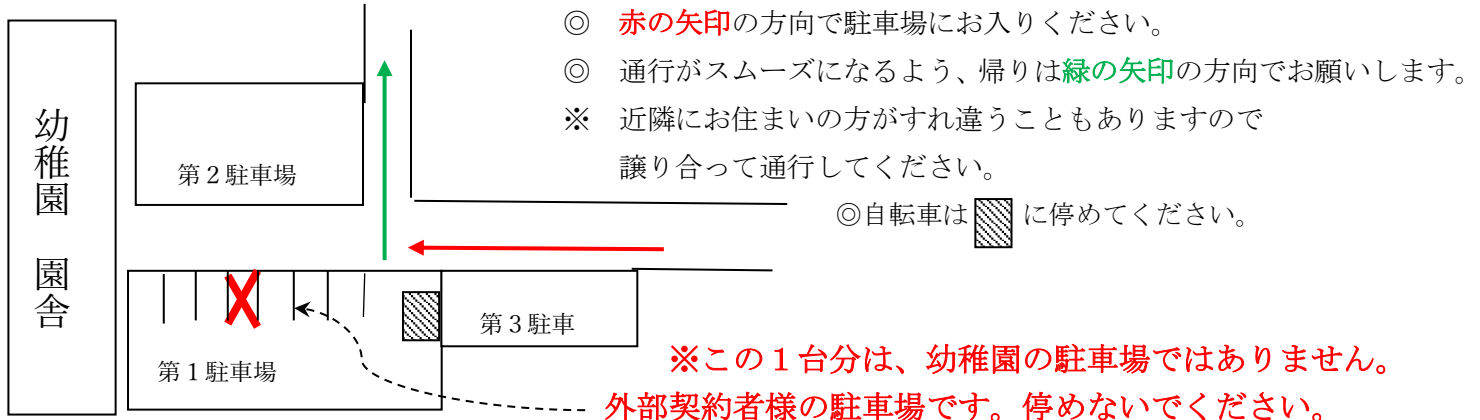 ◎ 赤の矢印の方向で駐車場にお入りください。
◎ 通行がスムーズになるよう、帰りは緑の矢印の方向でお願いします。
※ 近隣にお住まいの方がすれ違うこともありますので
譲り合って通行してください。
◎自転車は に停めてください。
幼稚園 園舎
第２駐車場
第３駐車
第１駐車場
※この１台分は、幼稚園の駐車場ではありません。
外部契約者様の駐車場です。停めないでください。